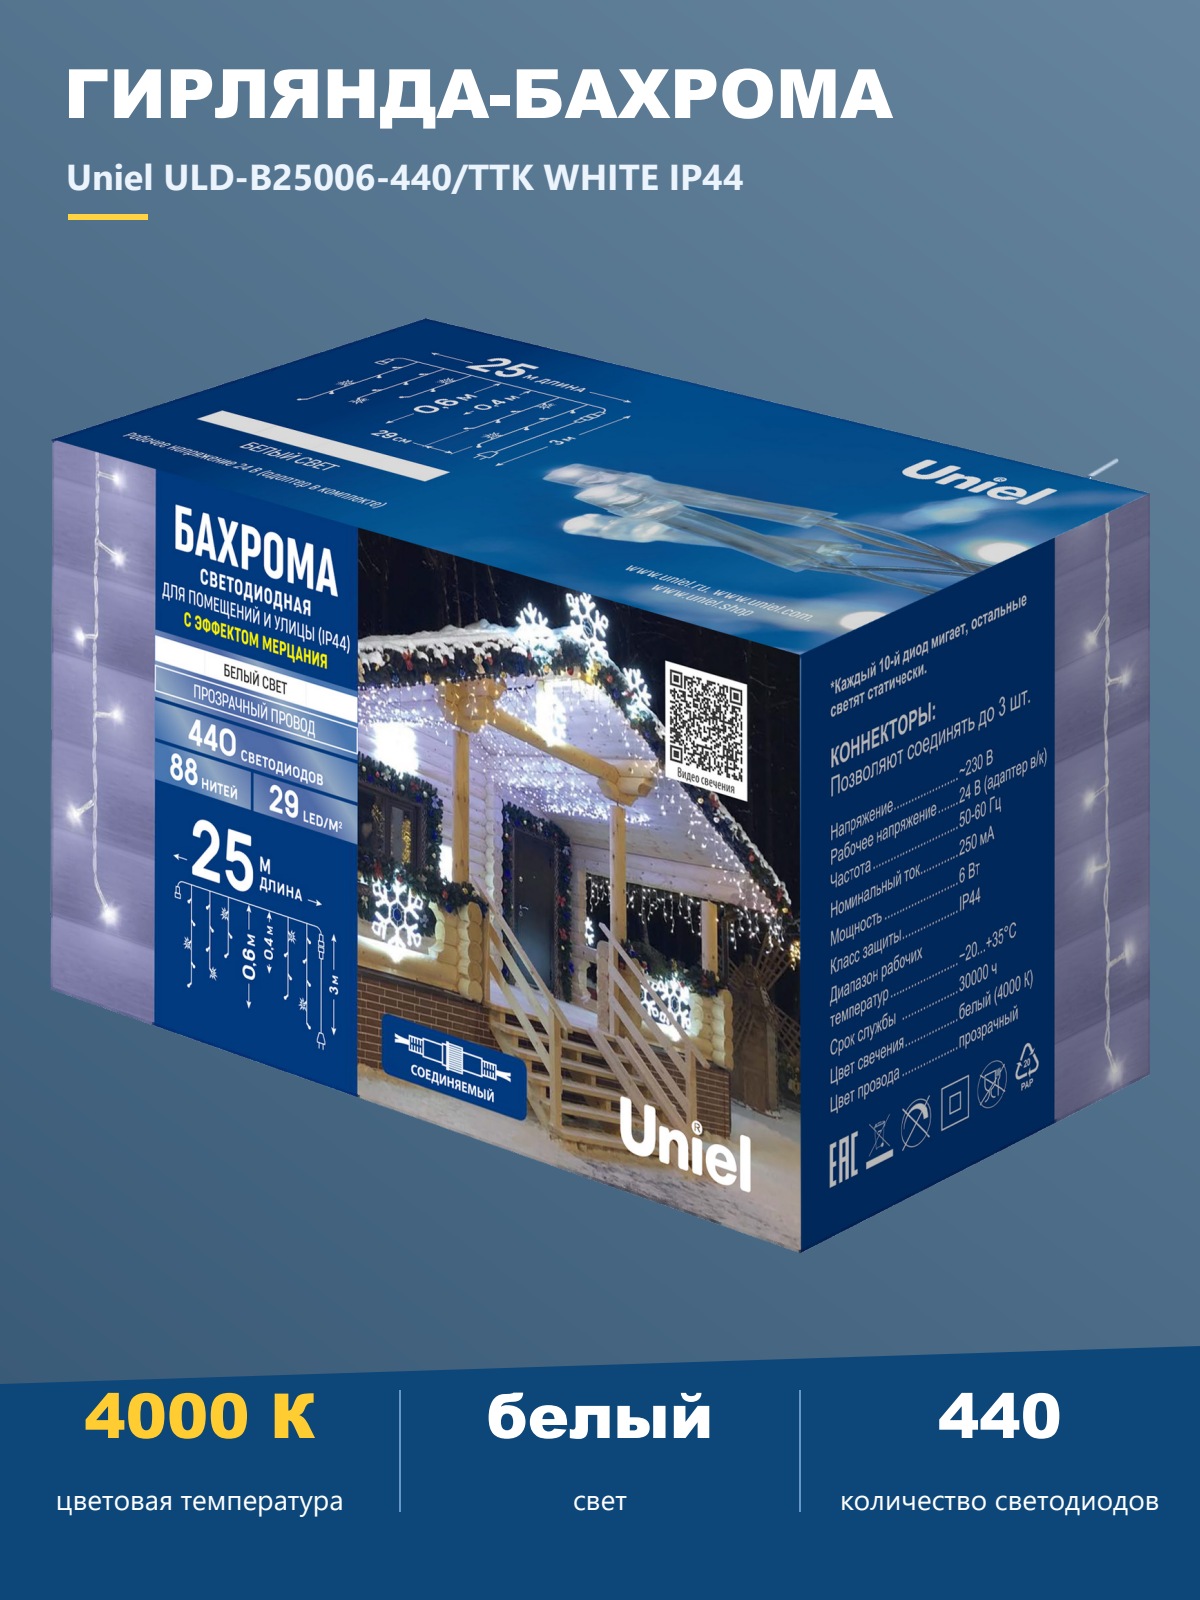 ГИРЛЯНДА-БАХРОМА
Uniel ULD-B25006-440/TTK WHITE IP44
25 м длина
0,6 м
0,4 м
29 см
3 м
БЕЛЫЙ СВЕТ
Рабочее напряжение 24 В (адаптер в комплекте)
Uniel
www.uniel.ru, www.uniel.com,
www.uniel.shop
БАХРОМА
СВЕТОДИОДНАЯ
ДЛЯ ПОМЕЩЕНИЙ И УЛИЦЫ (IP44)
С ЭФФЕКТОМ МЕРЦАНИЯ
БЕЛЫЙ СВЕТ
ПРОЗРАЧНЫЙ ПРОВОД
440 СВЕТОДИОДОВ
88 НИТЕЙ
29 LED/М²
25 М ДЛИНА
0,6 м
0,4 м
3 м
Видео свечения
СОЕДИНЯЕМЫЙ
Uniel®
*Каждый 10-й диод мигает, остальные
светят статически.
КОННЕКТОРЫ:
Позволяют соединять до 3 шт.
Напряжение....................~230 В
Рабочее напряжение......24 В (адаптер в/к)
Частота..........................50-60 Гц
Номинальный ток...........250 мА
Мощность......................6 Вт
Класс защиты.................IP44
Диапазон рабочих
температур....................−20...+35°C
Срок службы.................30000 ч
Цвет свечения................белый (4000 К)
Цвет провода.................прозрачный
EAC
20
PAP
4000 К
белый
440
цветовая температура
свет
количество светодиодов